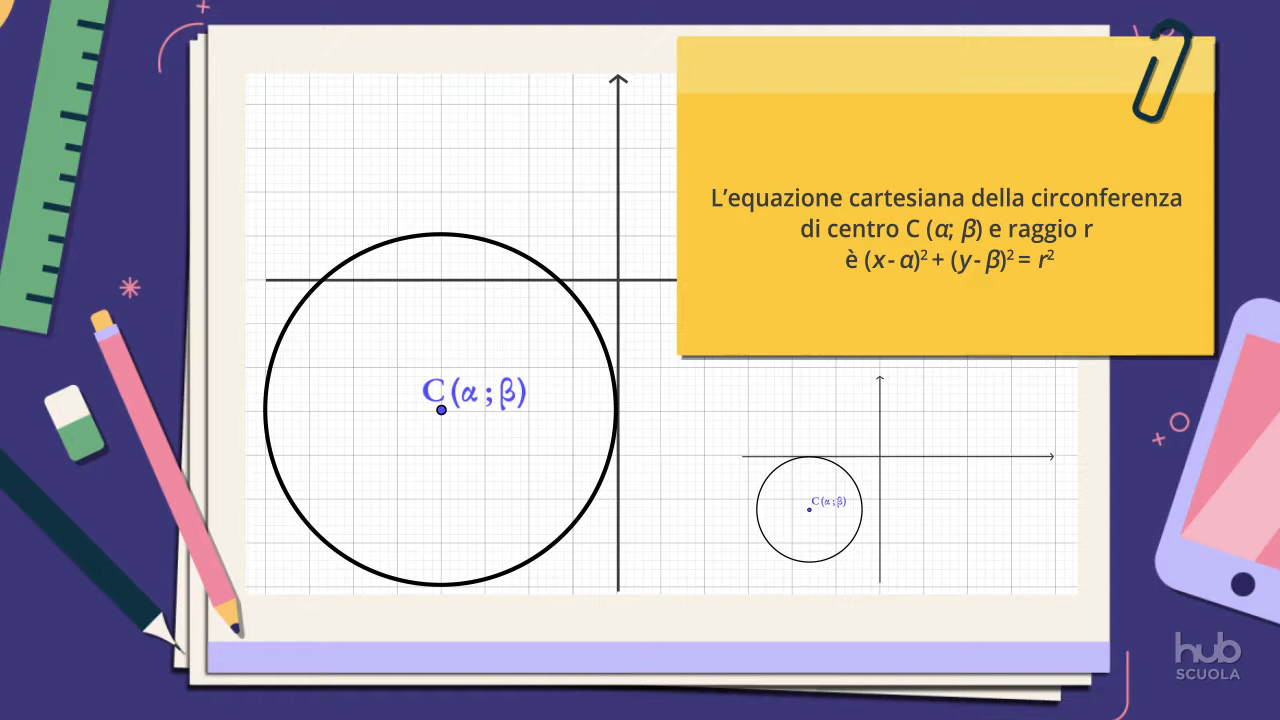 L’equazione cartesiana della circonferenza
di centro C (α; β) e raggio r
è (x - α)² + (y - β)² = r²
C (α ; β)
C (α ; β)
hub
SCUOLA